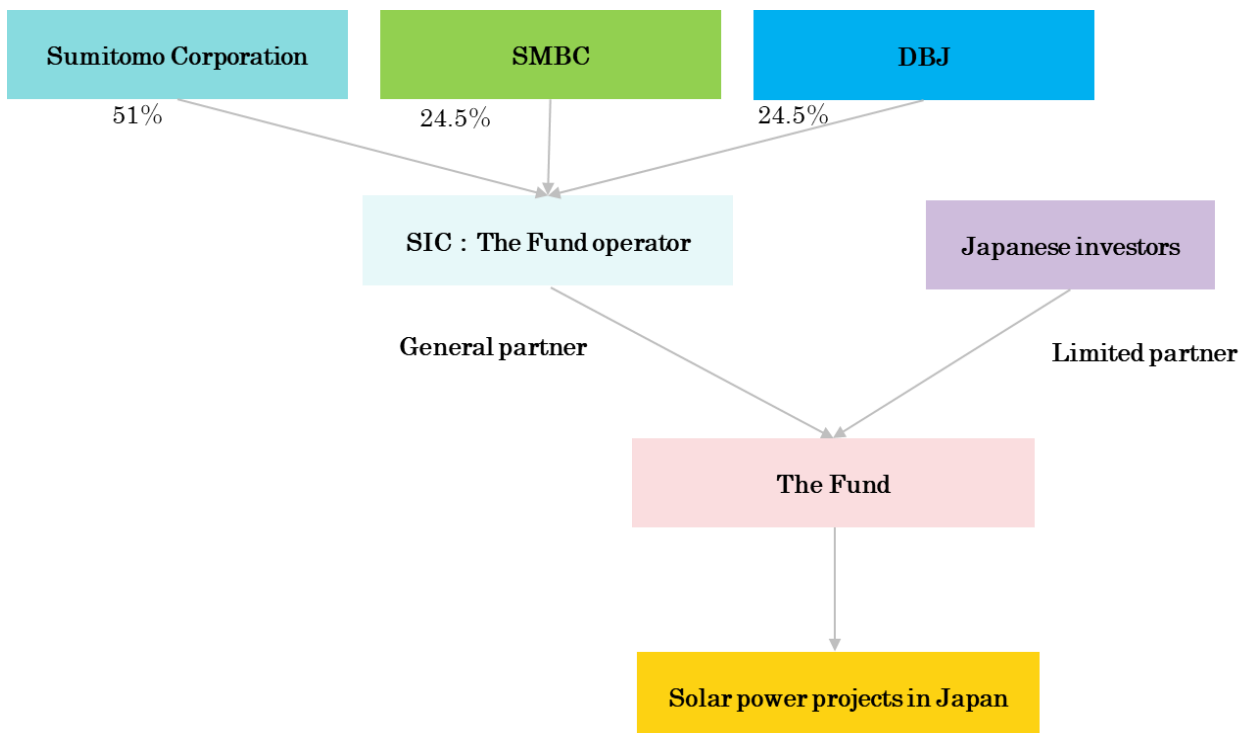 Sumitomo Corporation
SMBC
DBJ
51%
24.5%
24.5%
SIC : The Fund operator
Japanese investors
General partner
Limited partner
The Fund
Solar power projects in Japan